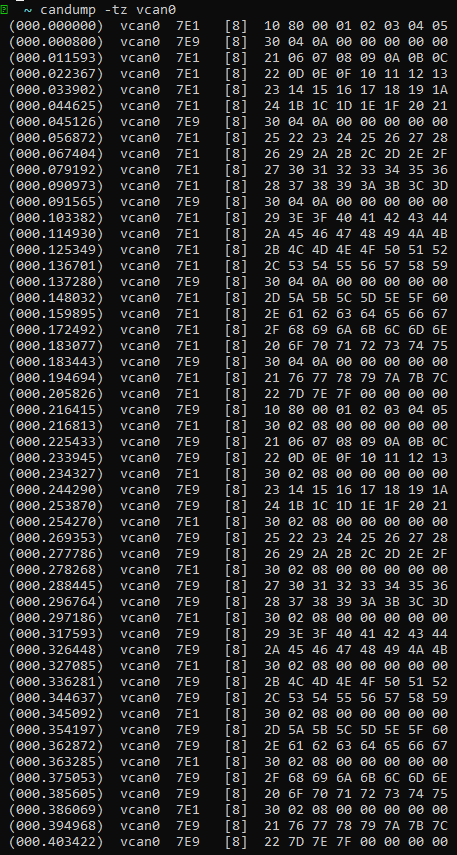 ~ candump -tz vcan0
(000.000000) vcan0 7E1 [8] 10 80 00 01 02 03 04 05
(000.000800) vcan0 7E9 [8] 30 04 0A 00 00 00 00 00
(000.011593) vcan0 7E1 [8] 21 06 07 08 09 0A 0B 0C
(000.022367) vcan0 7E1 [8] 22 0D 0E 0F 10 11 12 13
(000.033902) vcan0 7E1 [8] 23 14 15 16 17 18 19 1A
(000.044625) vcan0 7E1 [8] 24 1B 1C 1D 1E 1F 20 21
(000.045126) vcan0 7E9 [8] 30 04 0A 00 00 00 00 00
(000.056872) vcan0 7E1 [8] 25 22 23 24 25 26 27 28
(000.067404) vcan0 7E1 [8] 26 29 2A 2B 2C 2D 2E 2F
(000.079192) vcan0 7E1 [8] 27 30 31 32 33 34 35 36
(000.090973) vcan0 7E1 [8] 28 37 38 39 3A 3B 3C 3D
(000.091565) vcan0 7E9 [8] 30 04 0A 00 00 00 00 00
(000.103382) vcan0 7E1 [8] 29 3E 3F 40 41 42 43 44
(000.114930) vcan0 7E1 [8] 2A 45 46 47 48 49 4A 4B
(000.125349) vcan0 7E1 [8] 2B 4C 4D 4E 4F 50 51 52
(000.136701) vcan0 7E1 [8] 2C 53 54 55 56 57 58 59
(000.137280) vcan0 7E9 [8] 30 04 0A 00 00 00 00 00
(000.148032) vcan0 7E1 [8] 2D 5A 5B 5C 5D 5E 5F 60
(000.159895) vcan0 7E1 [8] 2E 61 62 63 64 65 66 67
(000.172492) vcan0 7E1 [8] 2F 68 69 6A 6B 6C 6D 6E
(000.183077) vcan0 7E1 [8] 20 6F 70 71 72 73 74 75
(000.183443) vcan0 7E9 [8] 30 04 0A 00 00 00 00 00
(000.194694) vcan0 7E1 [8] 21 76 77 78 79 7A 7B 7C
(000.205826) vcan0 7E1 [8] 22 7D 7E 7F 00 00 00 00
(000.216415) vcan0 7E9 [8] 10 80 00 01 02 03 04 05
(000.216813) vcan0 7E1 [8] 30 02 08 00 00 00 00 00
(000.225433) vcan0 7E9 [8] 21 06 07 08 09 0A 0B 0C
(000.233945) vcan0 7E9 [8] 22 0D 0E 0F 10 11 12 13
(000.234327) vcan0 7E1 [8] 30 02 08 00 00 00 00 00
(000.244290) vcan0 7E9 [8] 23 14 15 16 17 18 19 1A
(000.253870) vcan0 7E9 [8] 24 1B 1C 1D 1E 1F 20 21
(000.254270) vcan0 7E1 [8] 30 02 08 00 00 00 00 00
(000.269353) vcan0 7E9 [8] 25 22 23 24 25 26 27 28
(000.277786) vcan0 7E9 [8] 26 29 2A 2B 2C 2D 2E 2F
(000.278268) vcan0 7E1 [8] 30 02 08 00 00 00 00 00
(000.288445) vcan0 7E9 [8] 27 30 31 32 33 34 35 36
(000.296764) vcan0 7E9 [8] 28 37 38 39 3A 3B 3C 3D
(000.297186) vcan0 7E1 [8] 30 02 08 00 00 00 00 00
(000.317593) vcan0 7E9 [8] 29 3E 3F 40 41 42 43 44
(000.326448) vcan0 7E9 [8] 2A 45 46 47 48 49 4A 4B
(000.327085) vcan0 7E1 [8] 30 02 08 00 00 00 00 00
(000.336281) vcan0 7E9 [8] 2B 4C 4D 4E 4F 50 51 52
(000.344637) vcan0 7E9 [8] 2C 53 54 55 56 57 58 59
(000.345092) vcan0 7E1 [8] 30 02 08 00 00 00 00 00
(000.354197) vcan0 7E9 [8] 2D 5A 5B 5C 5D 5E 5F 60
(000.362872) vcan0 7E9 [8] 2E 61 62 63 64 65 66 67
(000.363285) vcan0 7E1 [8] 30 02 08 00 00 00 00 00
(000.375053) vcan0 7E9 [8] 2F 68 69 6A 6B 6C 6D 6E
(000.385605) vcan0 7E9 [8] 20 6F 70 71 72 73 74 75
(000.386069) vcan0 7E1 [8] 30 02 08 00 00 00 00 00
(000.394968) vcan0 7E9 [8] 21 76 77 78 79 7A 7B 7C
(000.403422) vcan0 7E9 [8] 22 7D 7E 7F 00 00 00 00